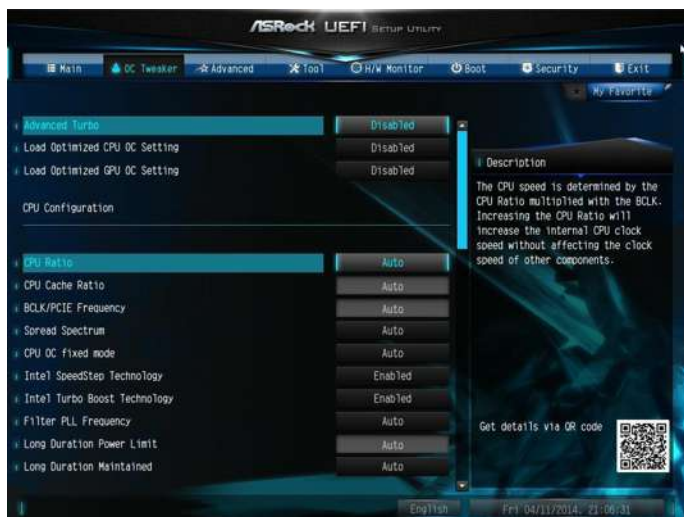 ASRock UEFI SETUP UTILITY
Main OC Tweaker Advanced Tool H/W Monitor Boot Security Exit
My Favorite
Advanced Turbo Disabled
Load Optimized CPU OC Setting Disabled
Load Optimized GPU OC Setting Disabled
CPU Configuration
CPU Ratio Auto
CPU Cache Ratio Auto
BCLK/PCIE Frequency Auto
Spread Spectrum Auto
CPU OC fixed mode Auto
Intel SpeedStep Technology Enabled
Intel Turbo Boost Technology Enabled
Filter PLL Frequency Auto
Long Duration Power Limit Auto
Long Duration Maintained Auto
Description
The CPU speed is determined by the
CPU Ratio multiplied with the BCLK.
Increasing the CPU Ratio will
increase the internal CPU clock
speed without affecting the clock
speed of other components.
Get details via QR code
English Fri 04/11/2014. 21:06:31